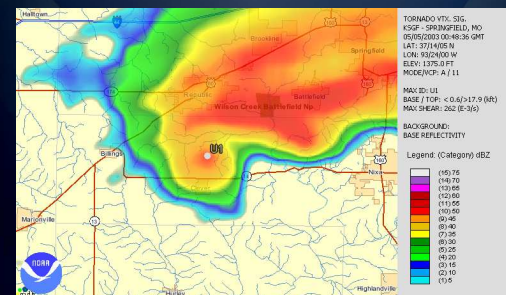 Halltown
Brookline
Springfield
Republic
Battlefield
Wilson Creek Battlefield Np
U1
Billings
Nixa
Marionville
Hurley
Highlandville
NOAA
TORNADO VTX. SIG.
KSGF - SPRINGFIELD, MO
05/05/2003 00:48:36 GMT
LAT: 37/14/05 N
LON: 93/24/00 W
ELEV: 1375.0 FT
MODE/VCP: A / 11
MAX ID: U1
BASE / TOP: < 0.6/>17.9 (kft)
MAX SHEAR: 262 (E-3/s)
BACKGROUND:
BASE REFLECTIVITY
Legend: (Category) dBZ
(15) 75
(14) 70
(13) 65
(12) 60
(11) 55
(10) 50
(9) 45
(8) 40
(7) 35
(6) 30
(5) 25
(4) 20
(3) 15
(2) 10
(1) 5